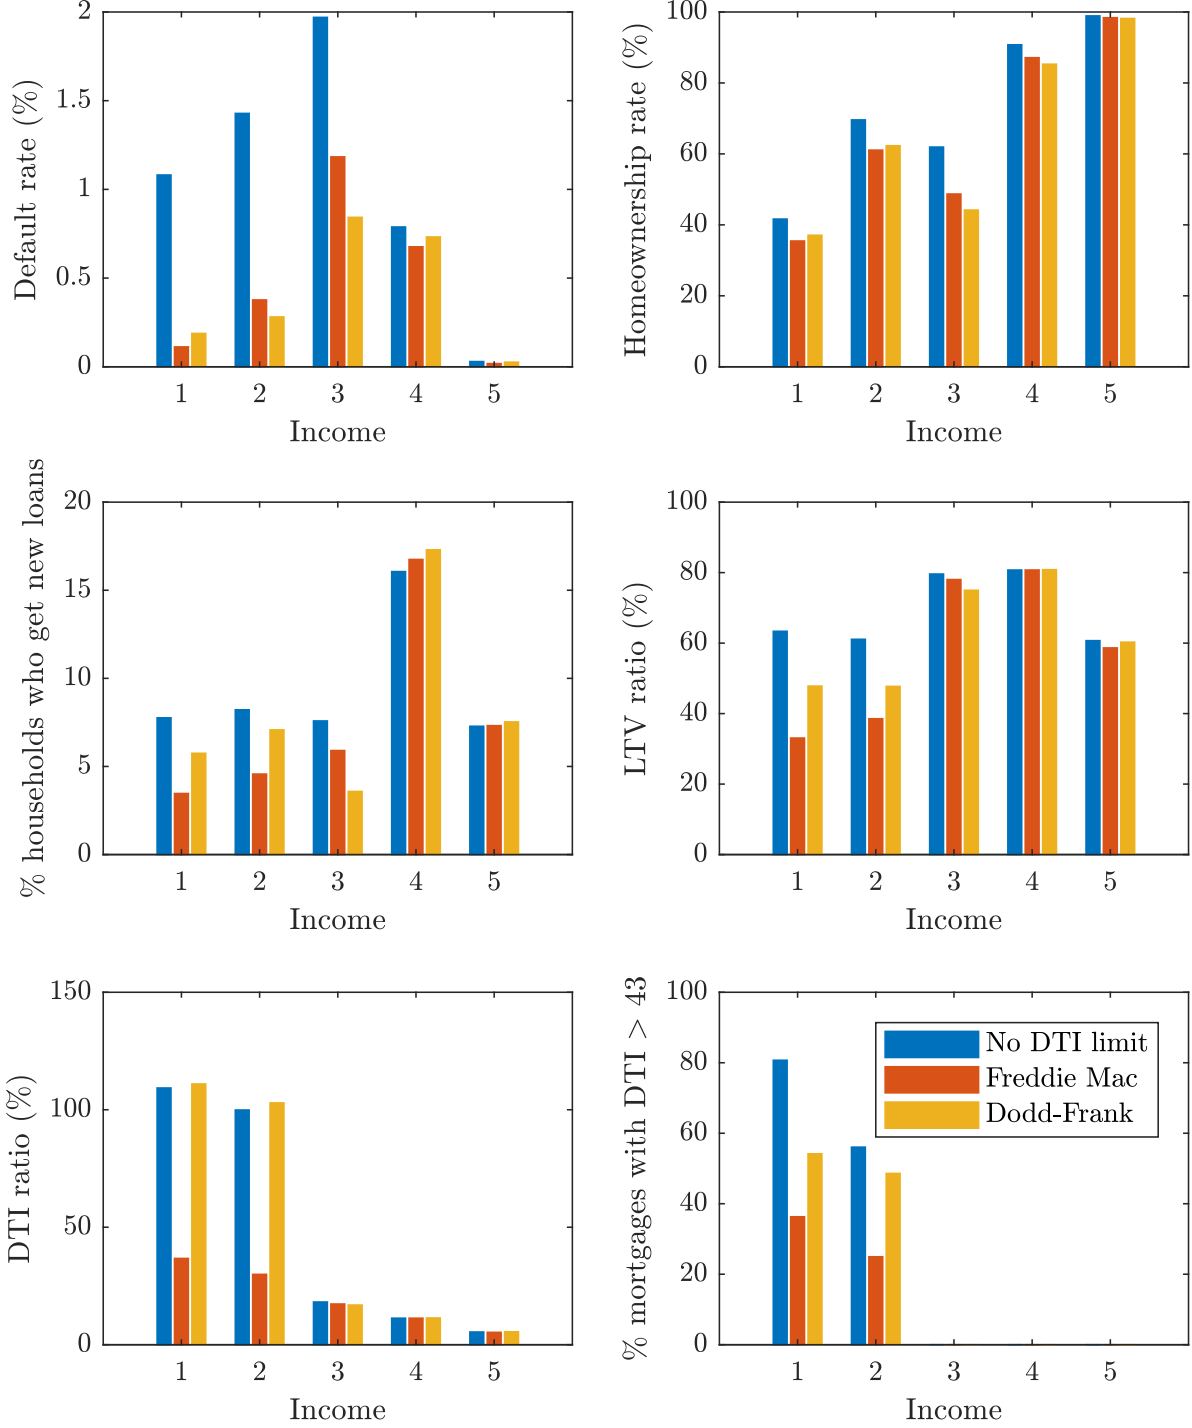 Default rate (%)
2
1.5
1
0.5
0
1 2 3 4 5
Income
Homeownership rate (%)
100
80
60
40
20
0
1 2 3 4 5
Income
% households who get new loans
20
15
10
5
0
1 2 3 4 5
Income
LTV ratio (%)
100
80
60
40
20
0
1 2 3 4 5
Income
DTI ratio (%)
150
100
50
0
1 2 3 4 5
Income
% mortgages with DTI > 43
100
80
60
40
20
0
No DTI limit
Freddie Mac
Dodd-Frank
1 2 3 4 5
Income